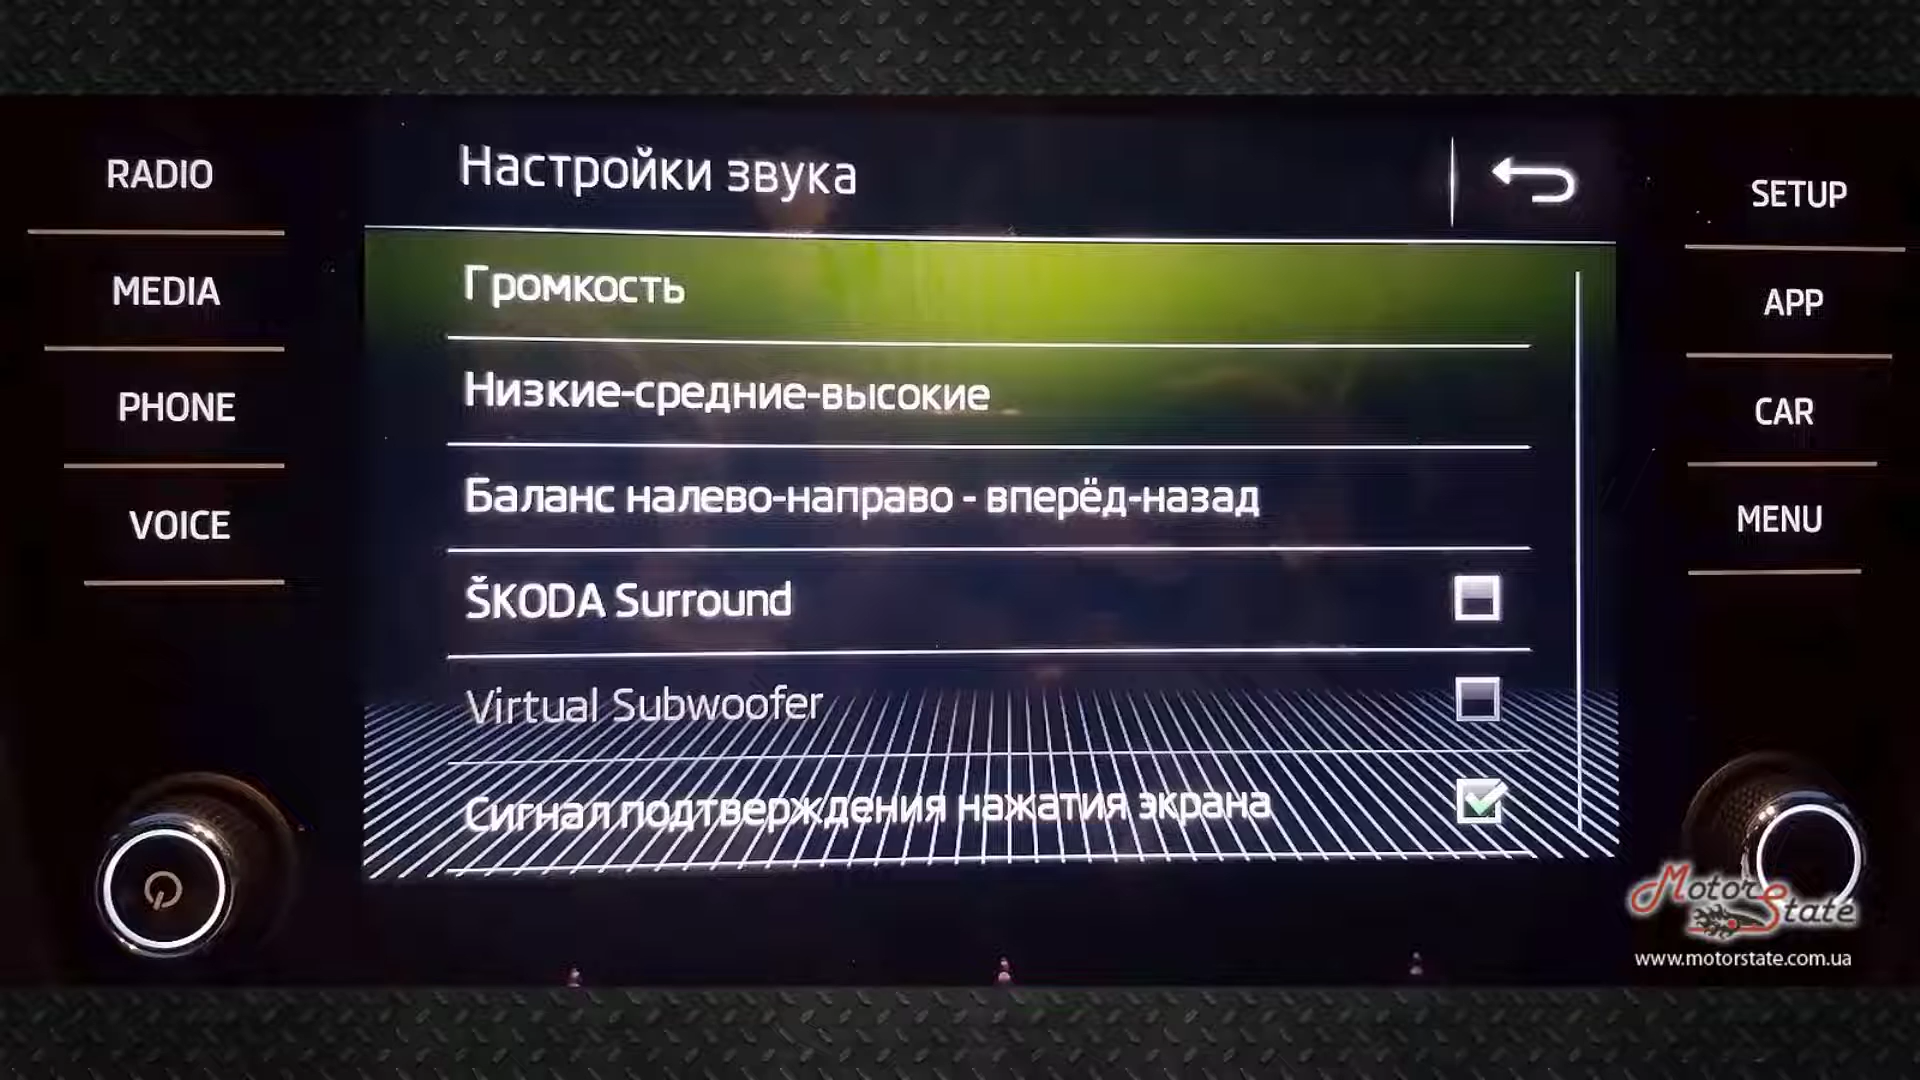 RADIO
MEDIA
PHONE
VOICE
Настройки звука
Громкость
Низкие-средние-высокие
Баланс налево-направо - вперёд-назад
ŠKODA Surround
Virtual Subwoofer
Сигнал подтверждения нажатия экрана
SETUP
APP
CAR
MENU
Motor State
www.motorstate.com.ua